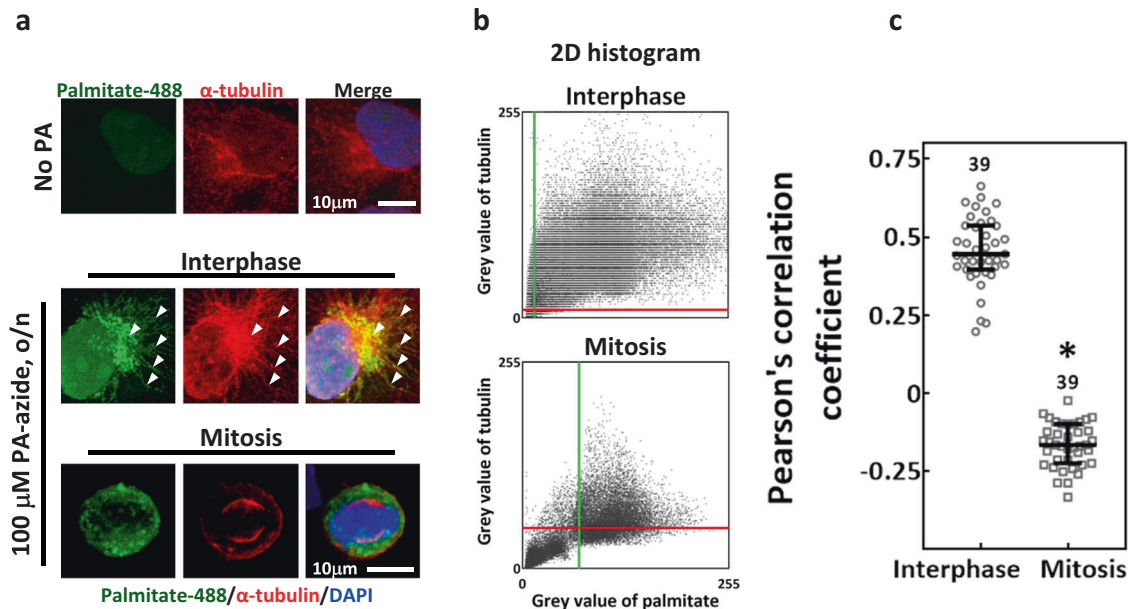 a
Palmitate-488 α-tubulin Merge
No PA
10μm
Interphase
100 μM PA-azide, o/n
Mitosis
10μm
Palmitate-488/α-tubulin/DAPI
b
2D histogram
Interphase
255
Grey value of tubulin
0
Mitosis
255
Grey value of tubulin
0
0
255
Grey value of palmitate
c
Pearson's correlation
coefficient
0.75
0.5
0.25
0
-0.25
39
*
39
Interphase Mitosis